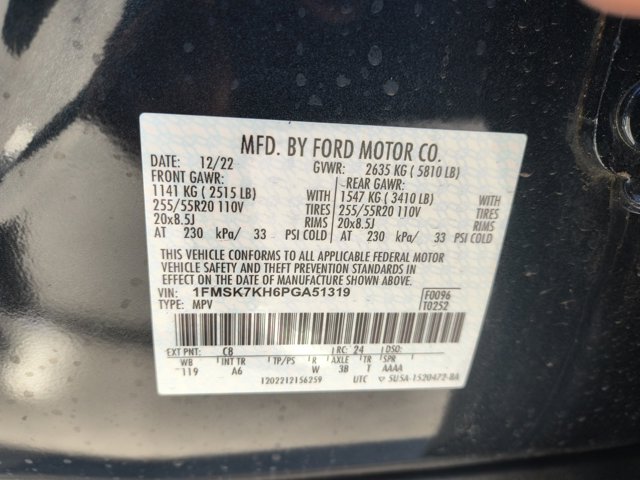 MFD. BY FORD MOTOR CO.
DATE: 12/22 GVWR: 2635 KG ( 5810 LB)
FRONT GAWR: REAR GAWR:
1141 KG ( 2515 LB) WITH 1547 KG ( 3410 LB) WITH
255/55R20 110V TIRES 255/55R20 110V TIRES
20x8.5J RIMS 20x8.5J RIMS
AT 230 kPa/ 33 PSI COLD AT 230 kPa/ 33 PSI COLD
THIS VEHICLE CONFORMS TO ALL APPLICABLE FEDERAL MOTOR
VEHICLE SAFETY AND THEFT PREVENTION STANDARDS IN
EFFECT ON THE DATE OF MANUFACTURE SHOWN ABOVE.
VIN: 1FMSK7KH6PGA51319 F0096
TYPE: MPV T0252
EXT PNT: C8 RC: 24 DSO:
WB INT TR TP/PS R AXLE TR SPR
119 A6 W 3B T AAAA
1202212156259 UTC 5USA-1520472-BA